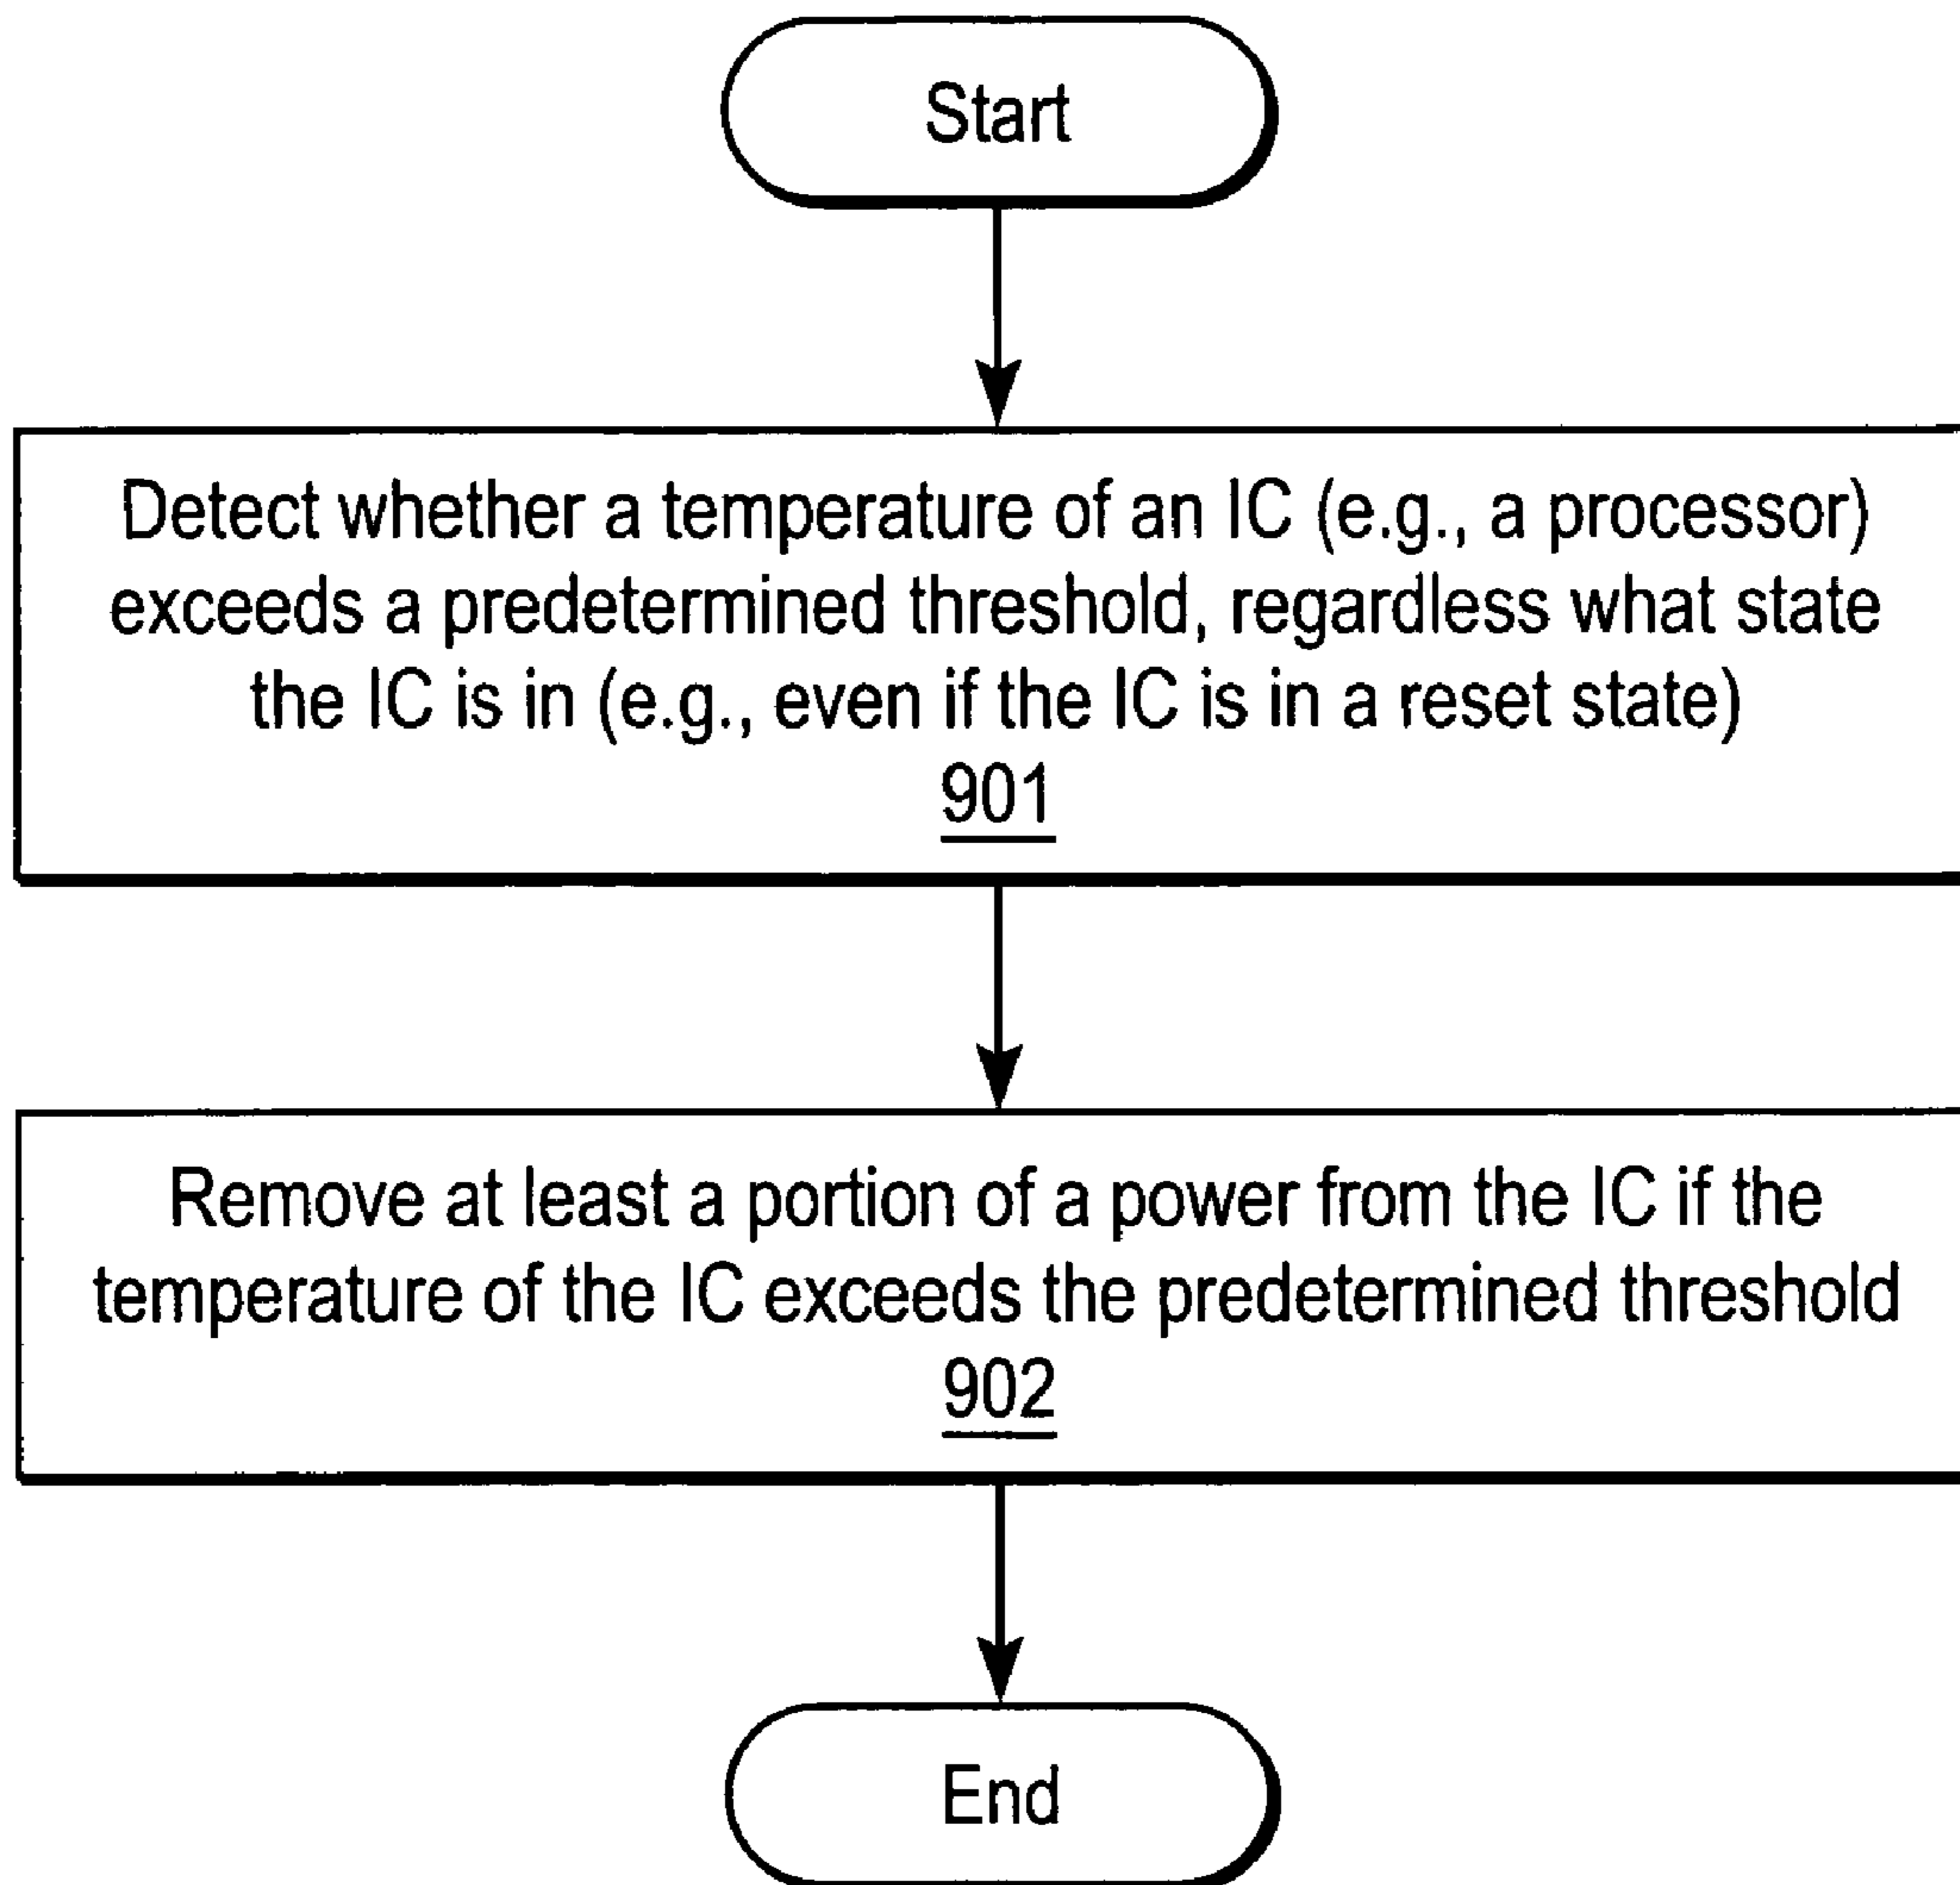 Start
Detect whether a temperature of an IC (e.g., a processor)
exceeds a predetermined threshold, regardless what state
the IC is in (e.g., even if the IC is in a reset state)
901
Remove at least a portion of a power from the IC if the
temperature of the IC exceeds the predetermined threshold
902
End